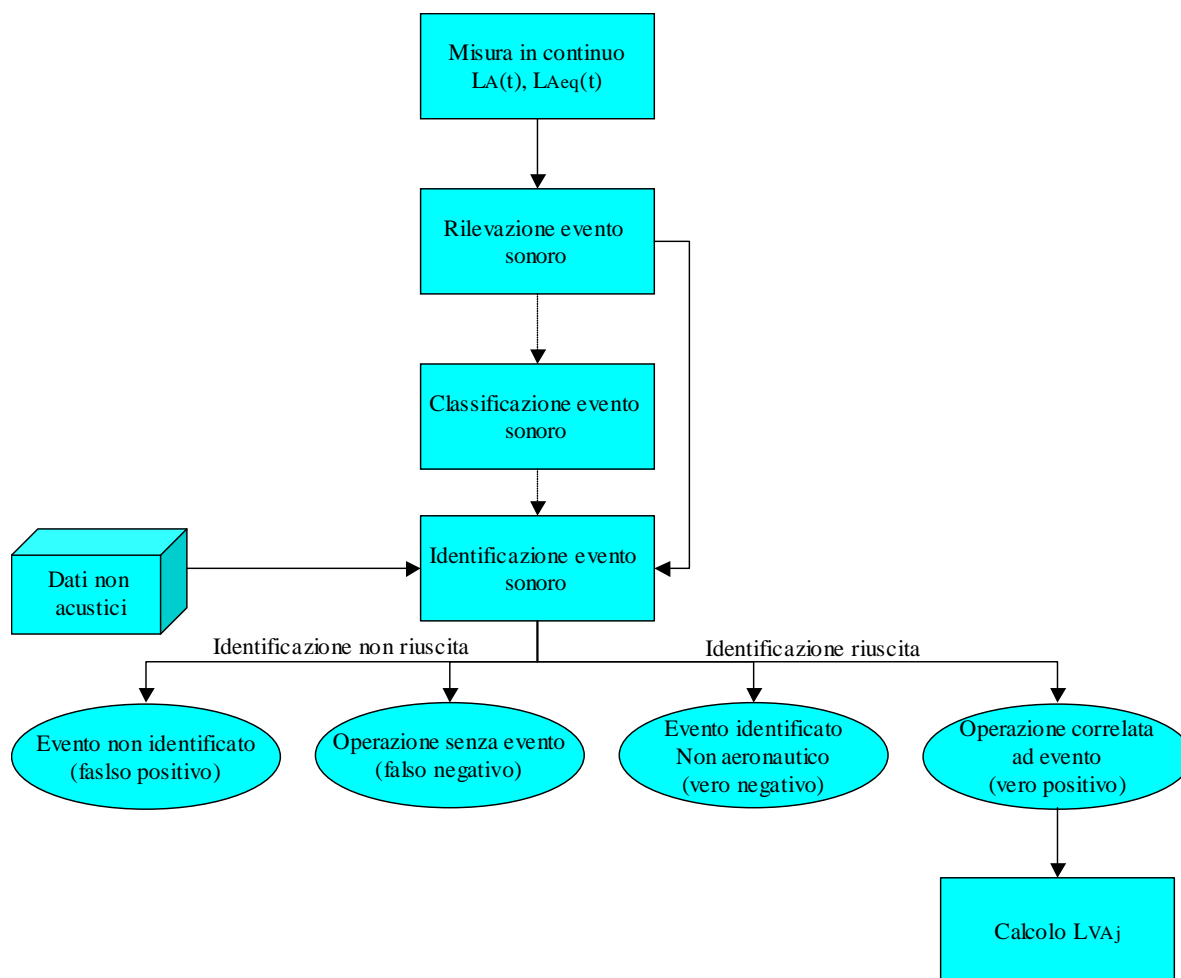 Misura in continuo
LA(t), LAeq(t)
Rilevazione evento
sonoro
Classificazione evento
sonoro
Identificazione evento
sonoro
Dati non
acustici
Identificazione non riuscita
Identificazione riuscita
Evento non identificato
(faslso positivo)
Operazione senza evento
(falso negativo)
Evento identificato
Non aeronautico
(vero negativo)
Operazione correlata
ad evento
(vero positivo)
Calcolo LVAj